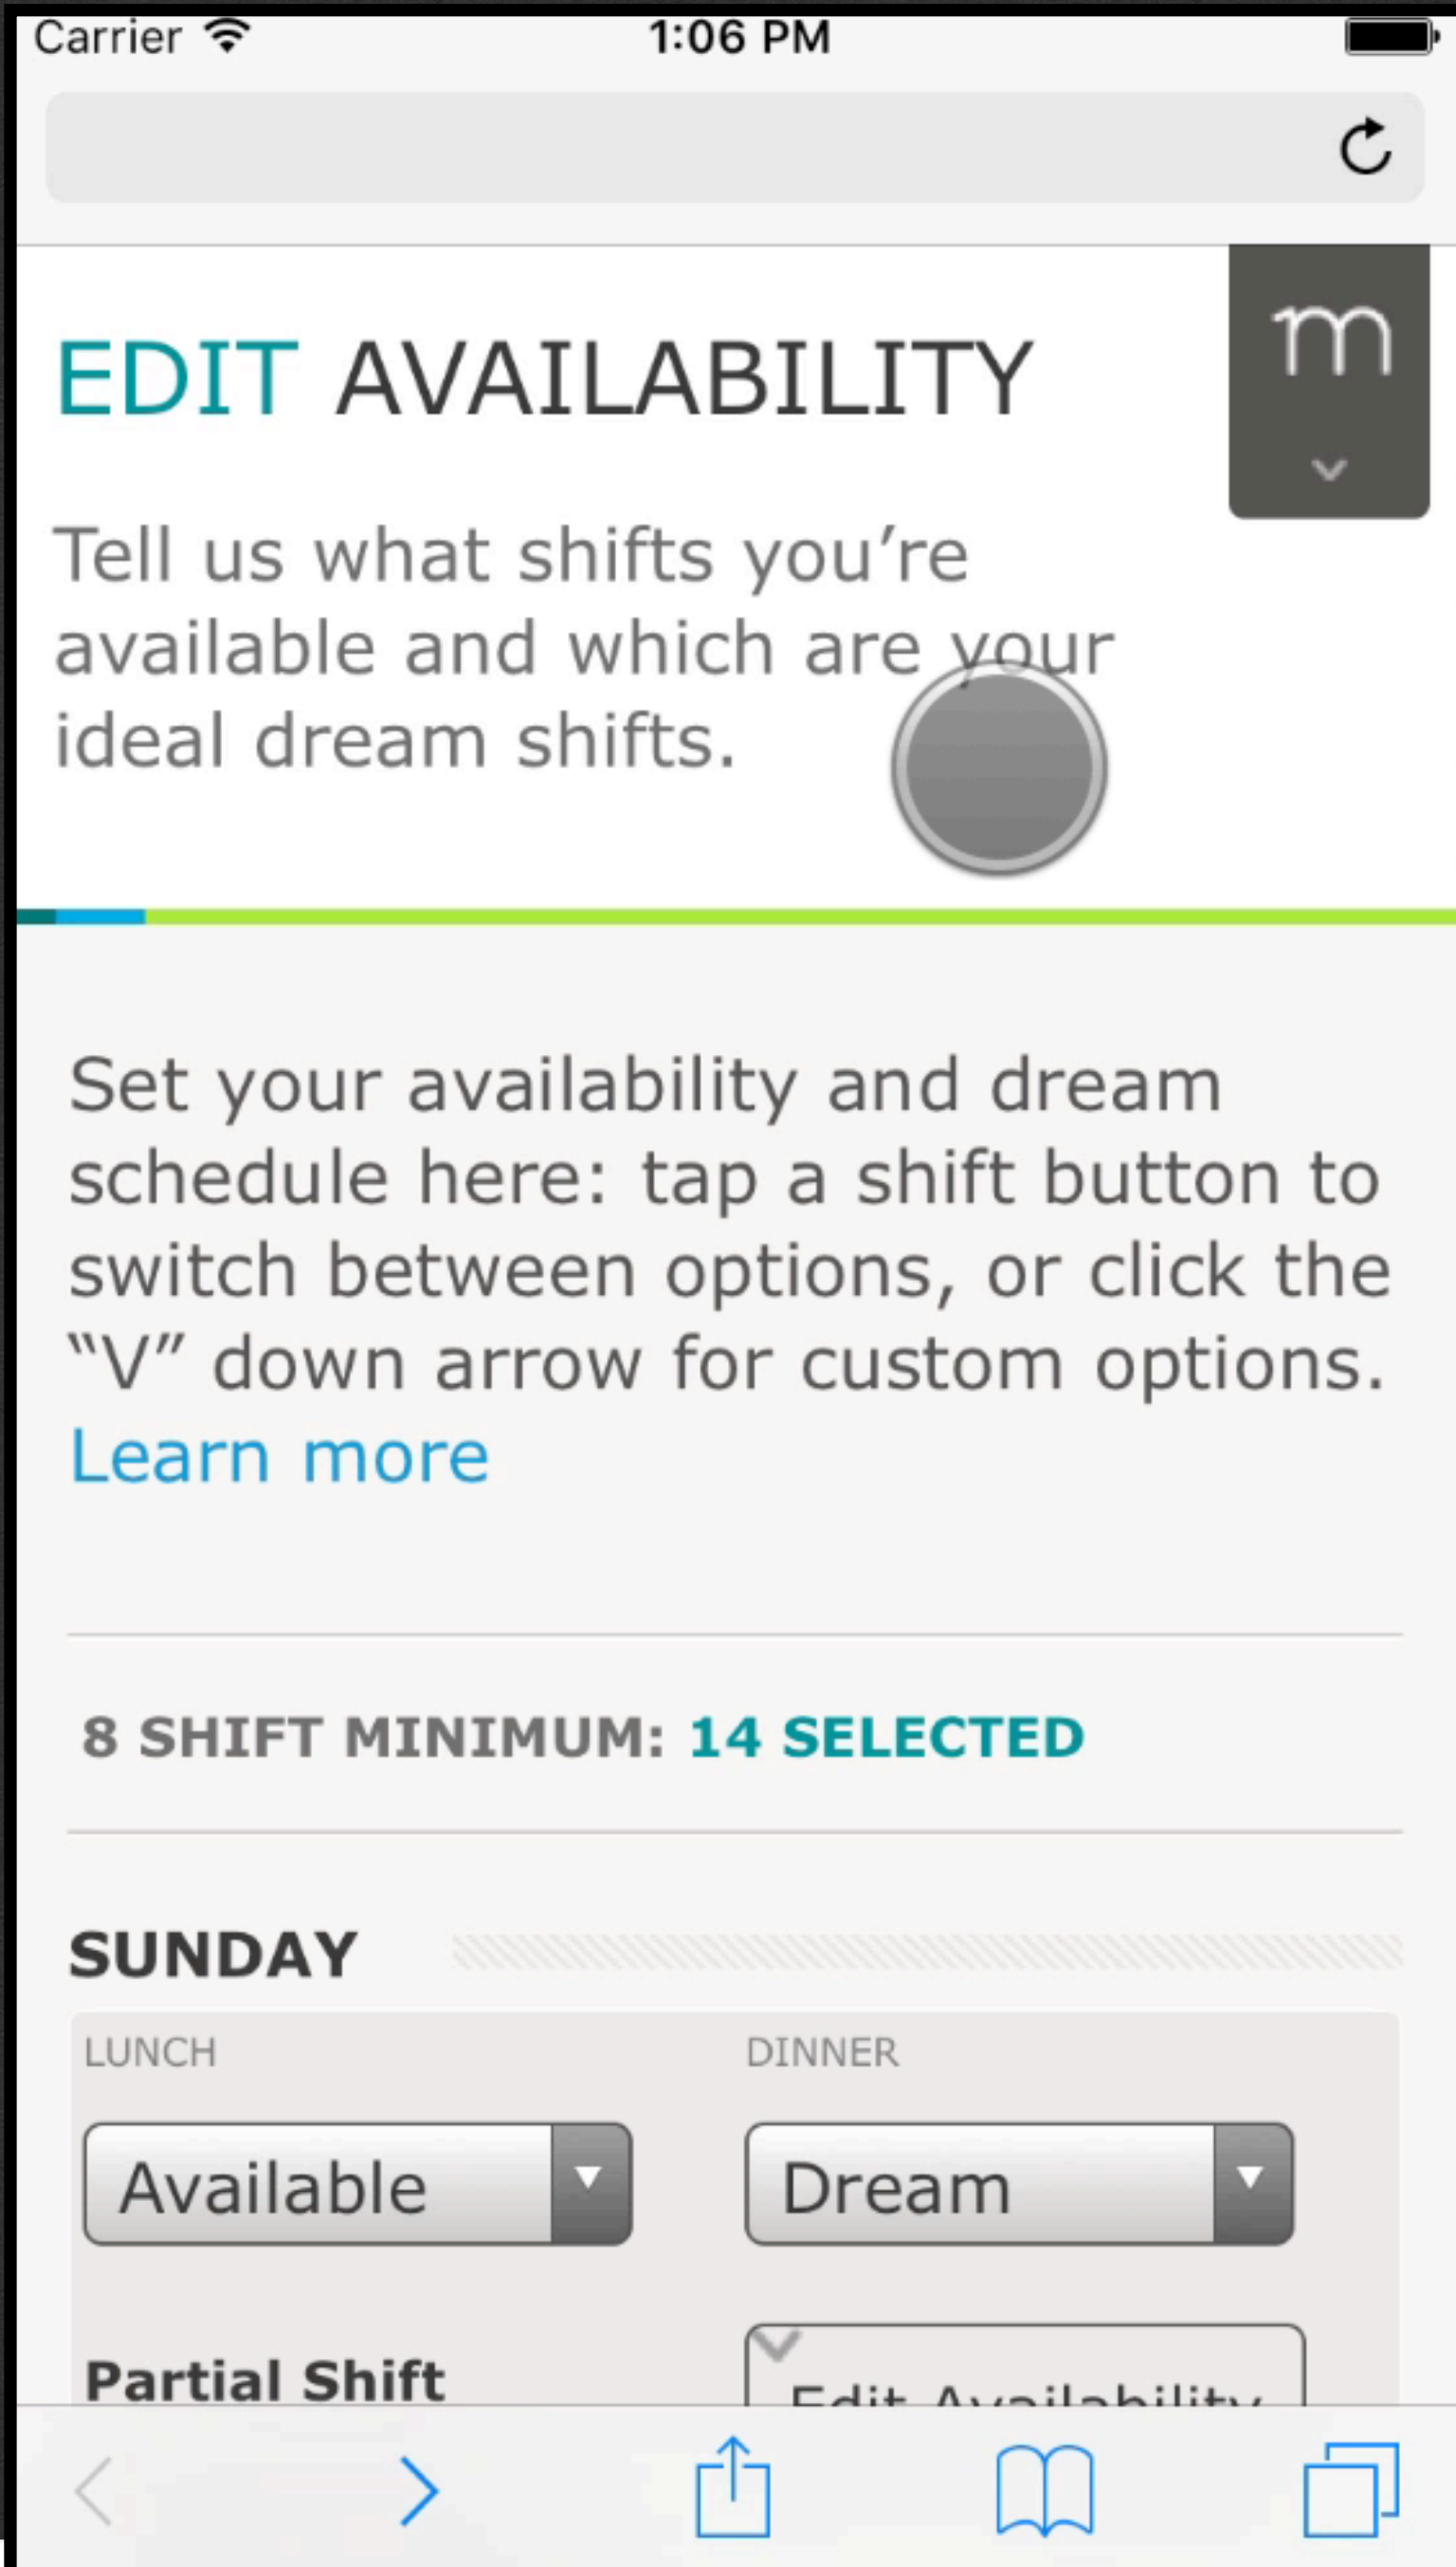 Carrier
1:06 PM
m
EDIT AVAILABILITY
Tell us what shifts you’re
available and which are your
ideal dream shifts.
Set your availability and dream
schedule here: tap a shift button to
switch between options, or click the
“V” down arrow for custom options.
Learn more
8 SHIFT MINIMUM: 14 SELECTED
SUNDAY
LUNCH
DINNER
Available
Dream
Partial Shift
Edit Availability